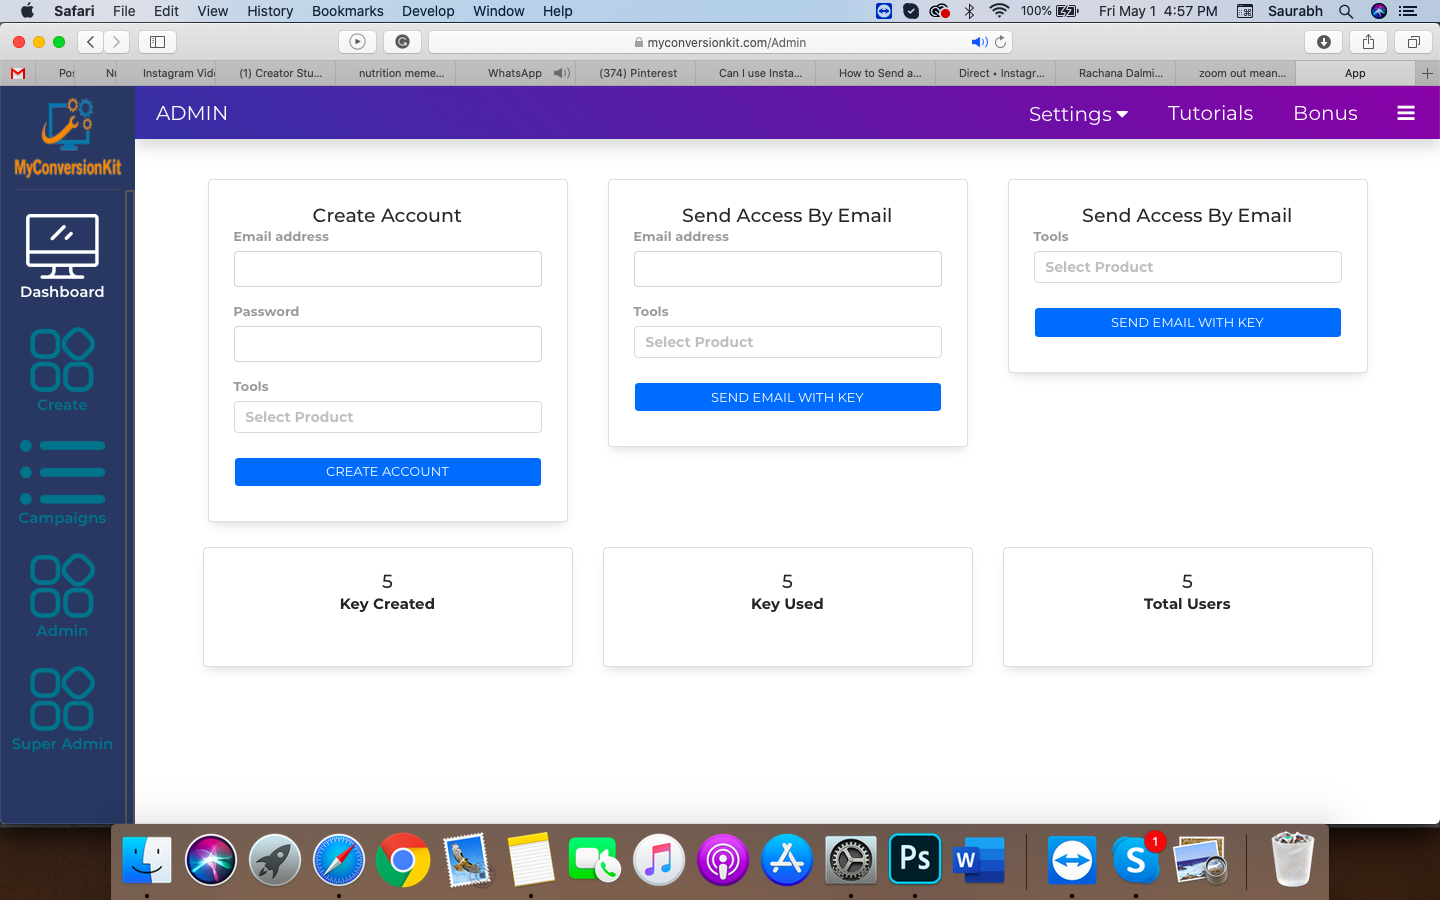 Safari File Edit View History Bookmarks Develop Window Help 100% Fri May 1 4:57 PM Saurabh
myconversionkit.com/Admin
Pos Nu Instagram Vide (1) Creator Stu... nutrition meme... WhatsApp (374) Pinterest Can I use Insta... How to Send a... Direct • Instagr... Rachana Dalmi... zoom out mean... App
MyConversionKit
ADMIN Settings Tutorials Bonus
Dashboard
Create
Campaigns
Admin
Super Admin
Create Account
Email address
Password
Tools
Select Product
CREATE ACCOUNT
Send Access By Email
Email address
Tools
Select Product
SEND EMAIL WITH KEY
Send Access By Email
Tools
Select Product
SEND EMAIL WITH KEY
5
Key Created
5
Key Used
5
Total Users
Ps
W
S
1